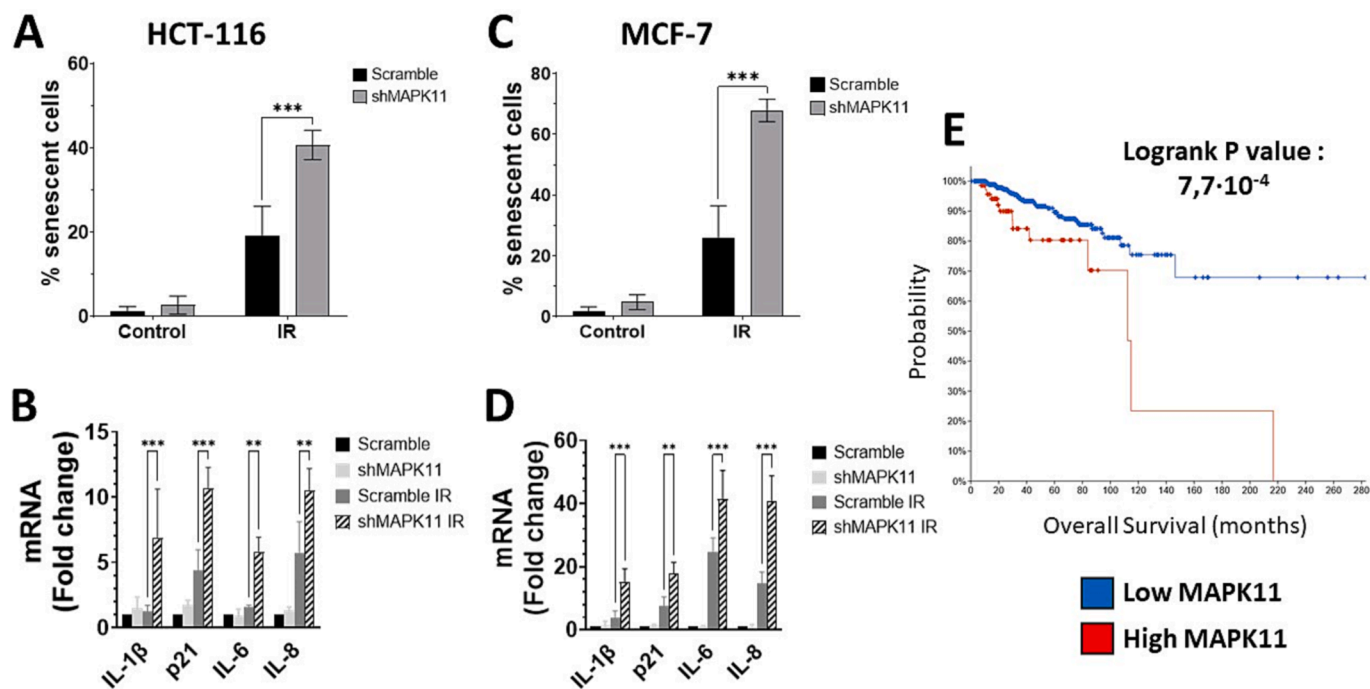 A
HCT-116
% senescent cells
60
40
20
0
***
Control
IR
Scramble
shMAPK11
C
MCF-7
% senescent cells
80
60
40
20
0
***
Control
IR
Scramble
shMAPK11
B
mRNA
(Fold change)
15
10
5
0
*** *** ** **
IL-1β p21 IL-6 IL-8
Scramble
shMAPK11
Scramble IR
shMAPK11 IR
D
mRNA
(Fold change)
60
40
20
0
*** ** *** ***
IL-1β p21 IL-6 IL-8
Scramble
shMAPK11
Scramble IR
shMAPK11 IR
E
Logrank P value :
7,7·10⁻⁴
Probability
100%
90%
80%
70%
60%
50%
40%
30%
20%
10%
0%
0 20 40 60 80 100 120 140 160 180 200 220 240 260 280
Overall Survival (months)
Low MAPK11
High MAPK11